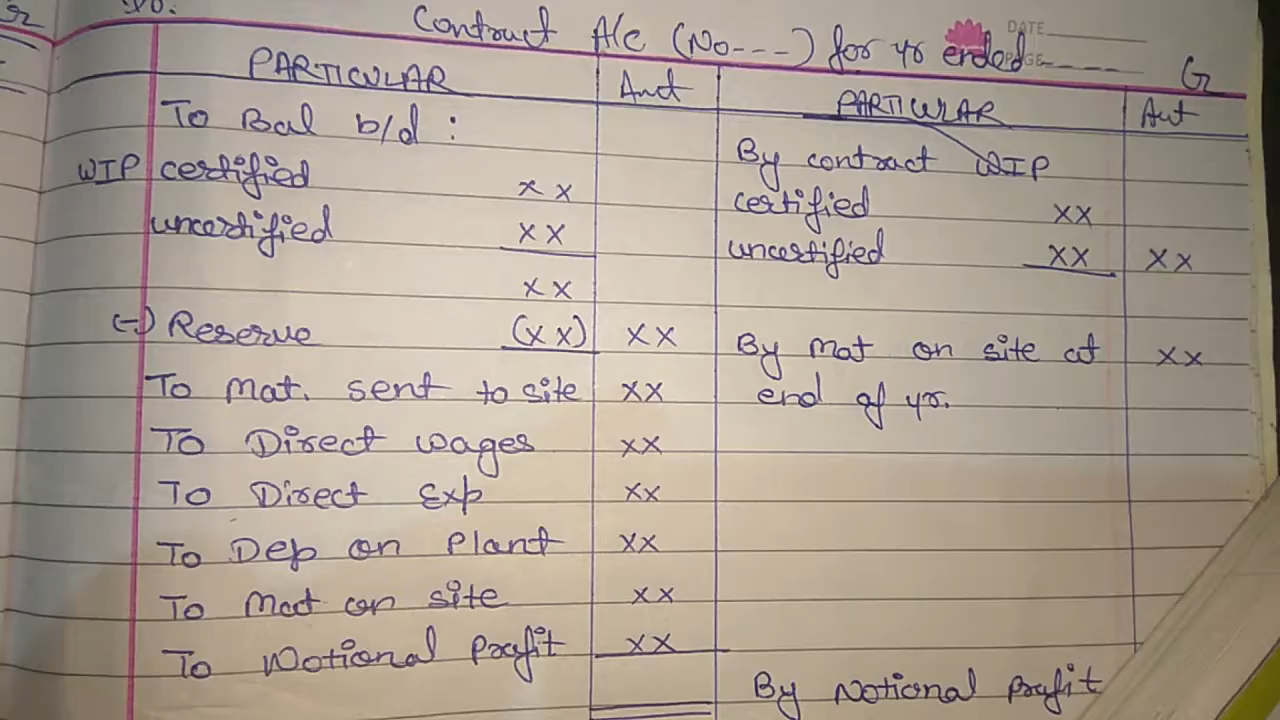 Contract A/c (No---) for yr ended-----
DATE
Cr
PARTICULAR Amt
PARTICULAR Amt
To Bal b/d :
WIP certified xx
uncertified xx
xx
(-) Reserve (xx) xx
To Mat. sent to site xx
To Direct wages xx
To Direct Exp xx
To Dep on Plant xx
To Mat on site xx
To Notional Profit xx
By contract WIP
certified xx
uncertified xx xx
By Mat on site at xx
end of yr.
By Notional Profit